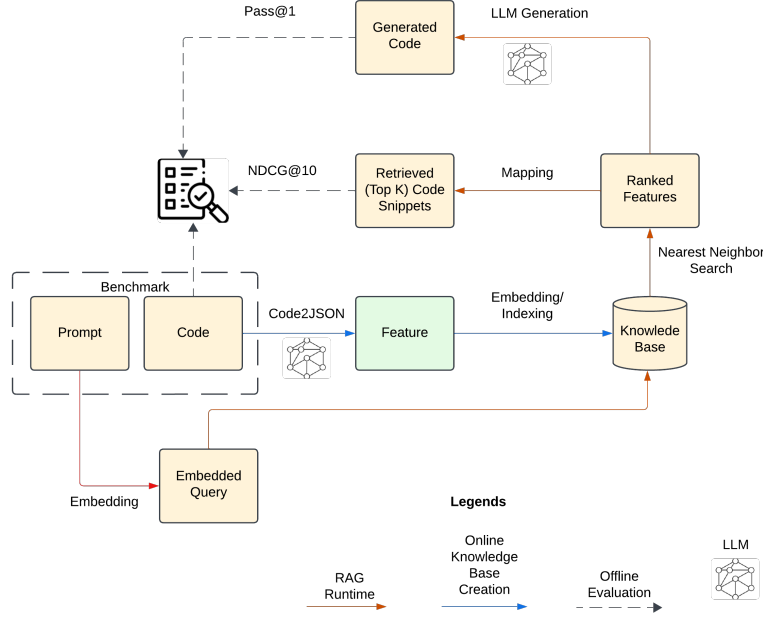 Pass@1
Generated
Code
LLM Generation
NDCG@10
Retrieved
(Top K) Code
Snippets
Mapping
Ranked
Features
Nearest Neighbor
Search
Benchmark
Prompt
Code
Code2JSON
Feature
Embedding/
Indexing
Knowlede
Base
Embedding
Embedded
Query
Legends
RAG
Runtime
Online
Knowledge
Base
Creation
Offline
Evaluation
LLM